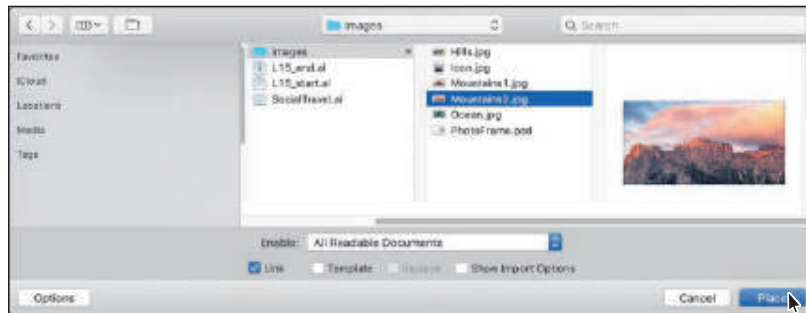 images
Search
Favorites
iCloud
Locations
Media
Tags
images
L15_end.ai
L15_start.ai
SocialTravel.ai
Hills.jpg
Icon.jpg
Mountains1.jpg
Mountains2.jpg
Ocean.jpg
PhotoFrame.psd
Enable: All Readable Documents
Link Template Replace Show Import Options
Options Cancel Place